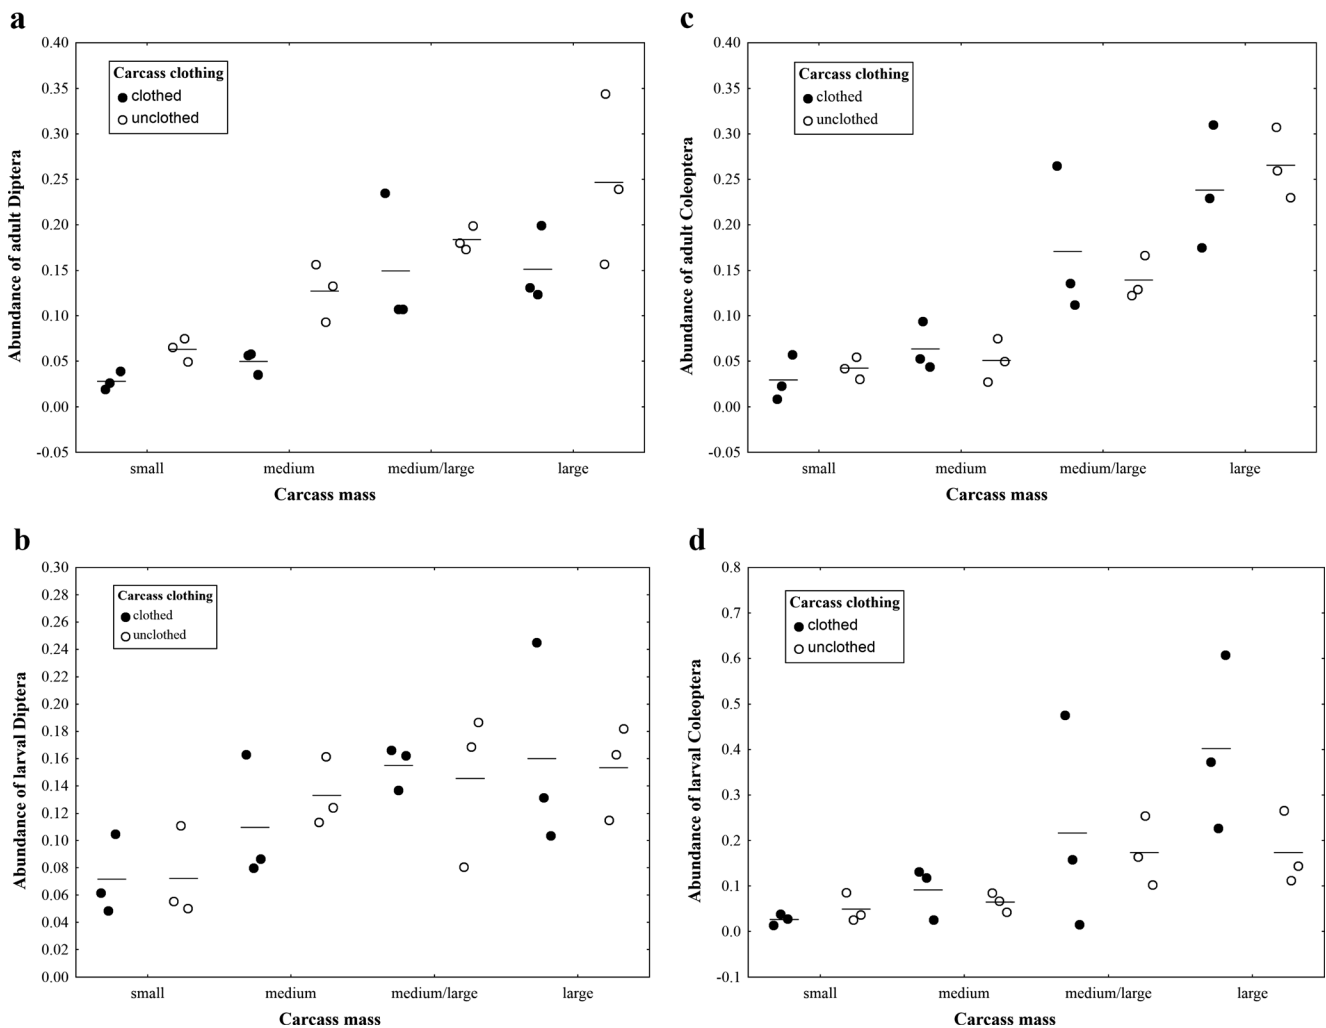 a
0.40
0.35
0.30
0.25
0.20
0.15
0.10
0.05
0.00
-0.05
Abundance of adult Diptera
Carcass clothing
clothed
unclothed
small medium medium/large large
Carcass mass
c
0.40
0.35
0.30
0.25
0.20
0.15
0.10
0.05
0.00
-0.05
Abundance of adult Coleoptera
Carcass clothing
clothed
unclothed
small medium medium/large large
Carcass mass
b
0.30
0.28
0.26
0.24
0.22
0.20
0.18
0.16
0.14
0.12
0.10
0.08
0.06
0.04
0.02
0.00
Abundance of larval Diptera
Carcass clothing
clothed
unclothed
small medium medium/large large
Carcass mass
d
0.8
0.7
0.6
0.5
0.4
0.3
0.2
0.1
0.0
-0.1
Abundance of larval Coleoptera
Carcass clothing
clothed
unclothed
small medium medium/large large
Carcass mass